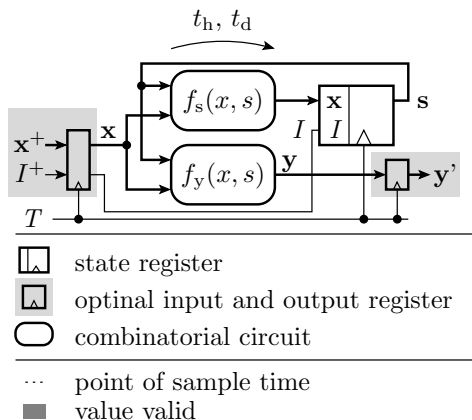 t_h, t_d
f_s(x, s)
x
s
x⁺
x
I
I
I⁺
f_y(x, s)
y
y'
T
state register
optinal input and output register
combinatorial circuit
point of sample time
value valid